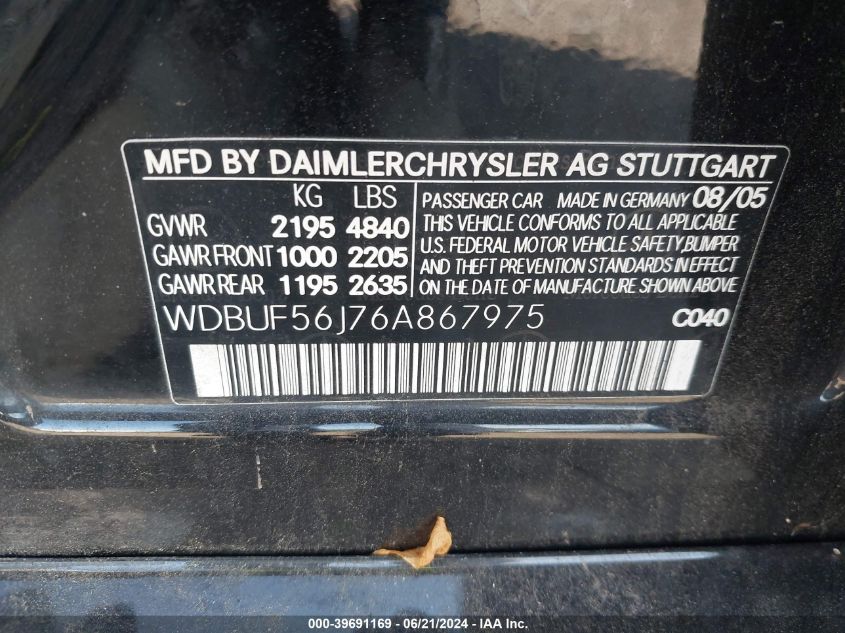 MFD BY DAIMLERCHRYSLER AG STUTTGART
KG LBS
GVWR 2195 4840
GAWR FRONT 1000 2205
GAWR REAR 1195 2635
PASSENGER CAR MADE IN GERMANY 08/05
THIS VEHICLE CONFORMS TO ALL APPLICABLE
U.S. FEDERAL MOTOR VEHICLE SAFETY,BUMPER
AND THEFT PREVENTION STANDARDS IN EFFECT
ON THE DATE OF MANUFACTURE SHOWN ABOVE
WDBUF56J76A867975 C040
000-39691169 - 06/21/2024 - IAA Inc.